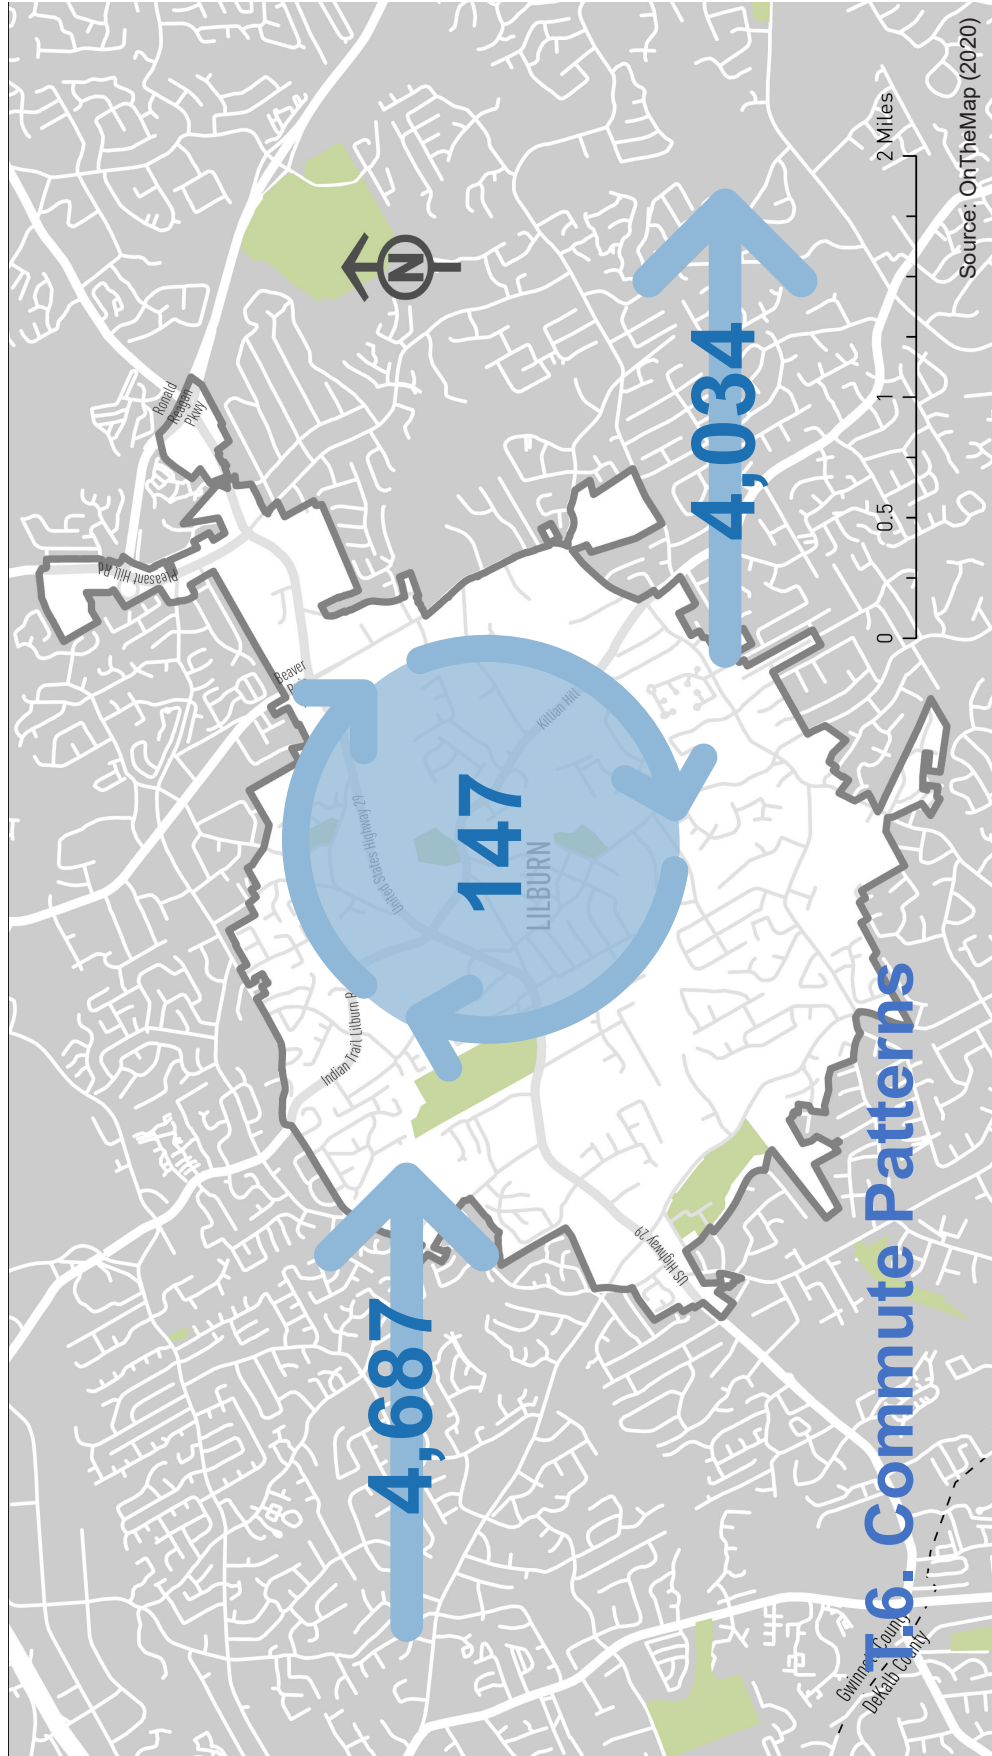 Ronald
Reagan
Pkwy
Pleasant Hill Rd
Beaver
Killian Hill
United States Highway 29
147
LILBURN
Indian Trail Lilburn R
US Highway 29
4,687
4,034
N
0 0.5 1 2 Miles
Source: OnTheMap (2020)
T.6. Commute Patterns
Gwinnett County
DeKalb County